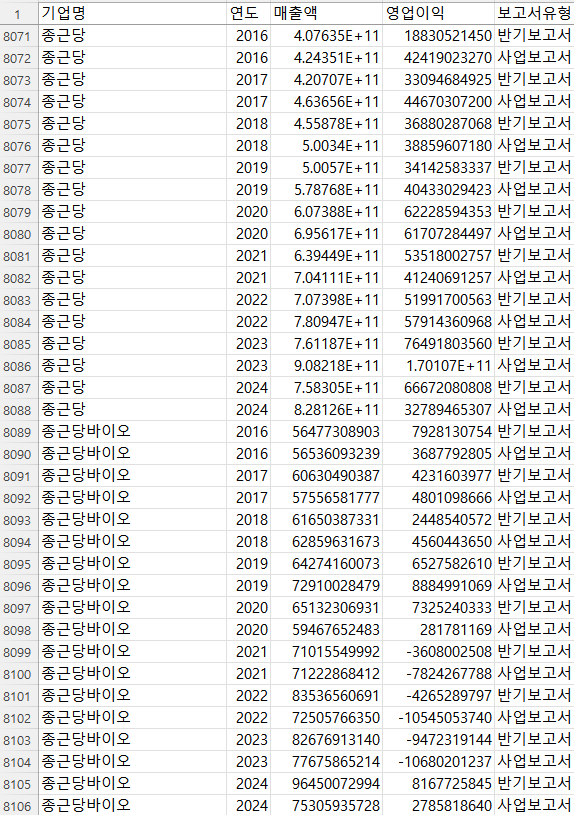 1 기업명 연도 매출액 영업이익 보고서유형
8071 종근당 2016 4.07635E+11 18830521450 반기보고서
8072 종근당 2016 4.24351E+11 42419023270 사업보고서
8073 종근당 2017 4.20707E+11 33094684925 반기보고서
8074 종근당 2017 4.63656E+11 44670307200 사업보고서
8075 종근당 2018 4.55878E+11 36880287068 반기보고서
8076 종근당 2018 5.0034E+11 38859607180 사업보고서
8077 종근당 2019 5.0057E+11 34142583337 반기보고서
8078 종근당 2019 5.78768E+11 40433029423 사업보고서
8079 종근당 2020 6.07388E+11 62228594353 반기보고서
8080 종근당 2020 6.95617E+11 61707284497 사업보고서
8081 종근당 2021 6.39449E+11 53518002757 반기보고서
8082 종근당 2021 7.04111E+11 41240691257 사업보고서
8083 종근당 2022 7.07398E+11 51991700563 반기보고서
8084 종근당 2022 7.80947E+11 57914360968 사업보고서
8085 종근당 2023 7.61187E+11 76491803560 반기보고서
8086 종근당 2023 9.08218E+11 1.70107E+11 사업보고서
8087 종근당 2024 7.58305E+11 66672080808 반기보고서
8088 종근당 2024 8.28126E+11 32789465307 사업보고서
8089 종근당바이오 2016 56477308903 7928130754 반기보고서
8090 종근당바이오 2016 56536093239 3687792805 사업보고서
8091 종근당바이오 2017 60630490387 4231603977 반기보고서
8092 종근당바이오 2017 57556581777 4801098666 사업보고서
8093 종근당바이오 2018 61650387331 2448540572 반기보고서
8094 종근당바이오 2018 62859631673 4560443650 사업보고서
8095 종근당바이오 2019 64274160073 6527582610 반기보고서
8096 종근당바이오 2019 72910028479 8884991069 사업보고서
8097 종근당바이오 2020 65132306931 7325240333 반기보고서
8098 종근당바이오 2020 59467652483 281781169 사업보고서
8099 종근당바이오 2021 71015549992 -3608002508 반기보고서
8100 종근당바이오 2021 71222868412 -7824267788 사업보고서
8101 종근당바이오 2022 83536560691 -4265289797 반기보고서
8102 종근당바이오 2022 72505766350 -10545053740 사업보고서
8103 종근당바이오 2023 82676913140 -9472319144 반기보고서
8104 종근당바이오 2023 77675865214 -10680201237 사업보고서
8105 종근당바이오 2024 96450072994 8167725845 반기보고서
8106 종근당바이오 2024 75305935728 2785818640 사업보고서